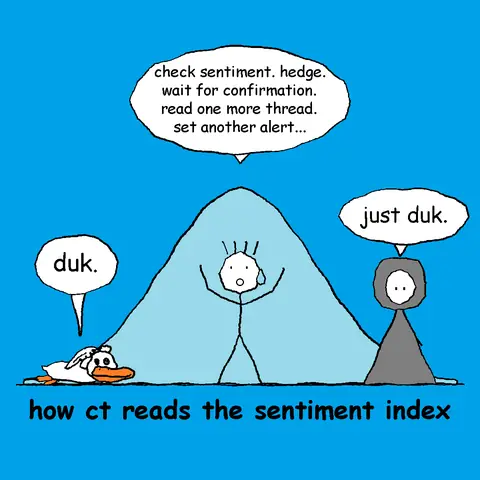 check sentiment. hedge.
wait for confirmation.
read one more thread.
set another alert...
just duk.
duk.
how ct reads the sentiment index